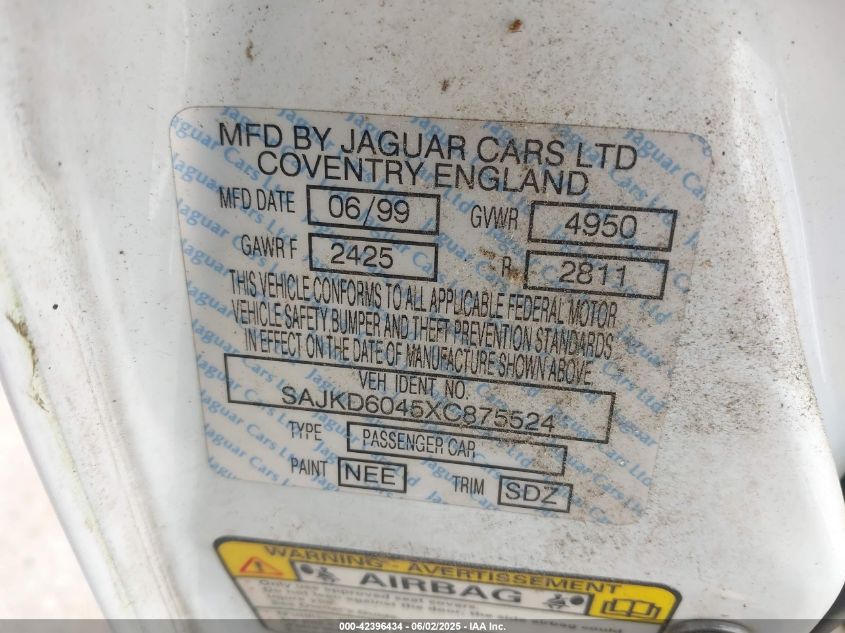 MFD BY JAGUAR CARS LTD
COVENTRY ENGLAND
MFD DATE 06/99 GVWR 4950
GAWR F 2425 R 2811
THIS VEHICLE CONFORMS TO ALL APPLICABLE FEDERAL MOTOR
VEHICLE SAFETY BUMPER AND THEFT PREVENTION STANDARDS
IN EFFECT ON THE DATE OF MANUFACTURE SHOWN ABOVE
VEH IDENT NO.
SAJKD6045XC875524
TYPE PASSENGER CAR
PAINT NEE TRIM SDZ
WARNING - AVERTISSEMENT
AIRBAG
000-42396434 - 06/02/2025 - IAA Inc.